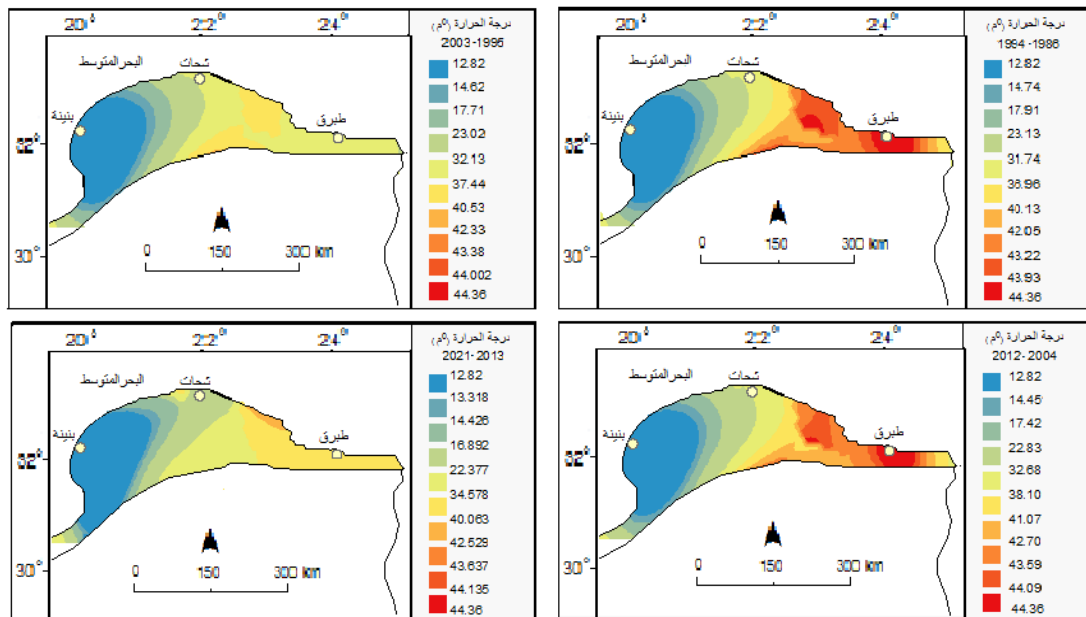 20° 22° 24°
درجة الحرارة (م°)
1994 -1986
البحر المتوسط
شحات
بنينة
طبرق
32°
30°
0 150 300 km
12.82
14.74
17.91
23.13
31.74
36.96
40.13
42.05
43.22
43.93
44.36
20° 22° 24°
درجة الحرارة (م°)
2003-1995
البحر المتوسط
شحات
بنينة
طبرق
32°
30°
0 150 300 km
12.82
14.62
17.71
23.02
32.13
37.44
40.53
42.33
43.38
44.002
44.36
20° 22° 24°
درجة الحرارة (م°)
2012- 2004
البحر المتوسط
شحات
بنينة
طبرق
32°
30°
0 150 300 km
12.82
14.45
17.42
22.83
32.68
38.10
41.07
42.70
43.59
44.09
44.36
20° 22° 24°
درجة الحرارة (م°)
2021- 2013
البحر المتوسط
شحات
بنينة
طبرق
32°
30°
0 150 300 km
12.82
13.318
14.426
16.892
22.377
34.578
40.063
42.529
43.637
44.135
44.36